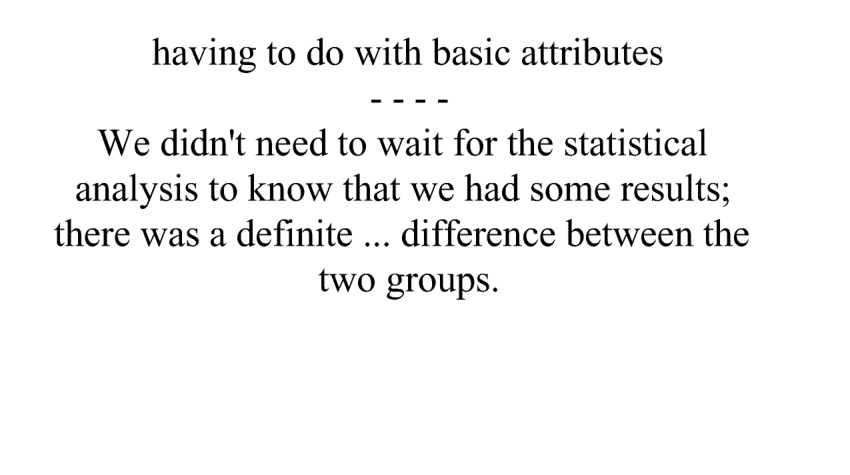 having to do with basic attributes
- - - -
We didn't need to wait for the statistical
analysis to know that we had some results;
there was a definite ... difference between the
two groups.